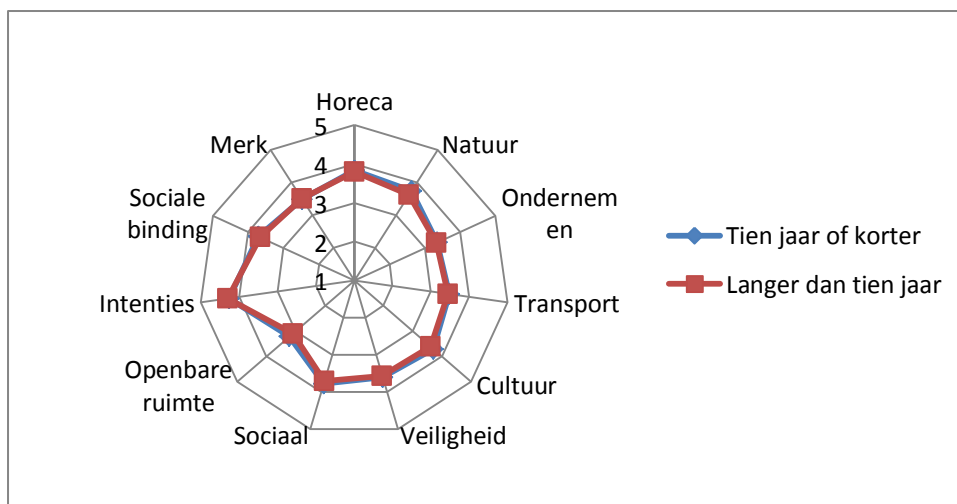 Horeca
Natuur
Ondernem
en
Transport
Cultuur
Veiligheid
Sociaal
Openbare
ruimte
Intenties
Sociale
binding
Merk
5
4
3
2
1
Tien jaar of korter
Langer dan tien jaar